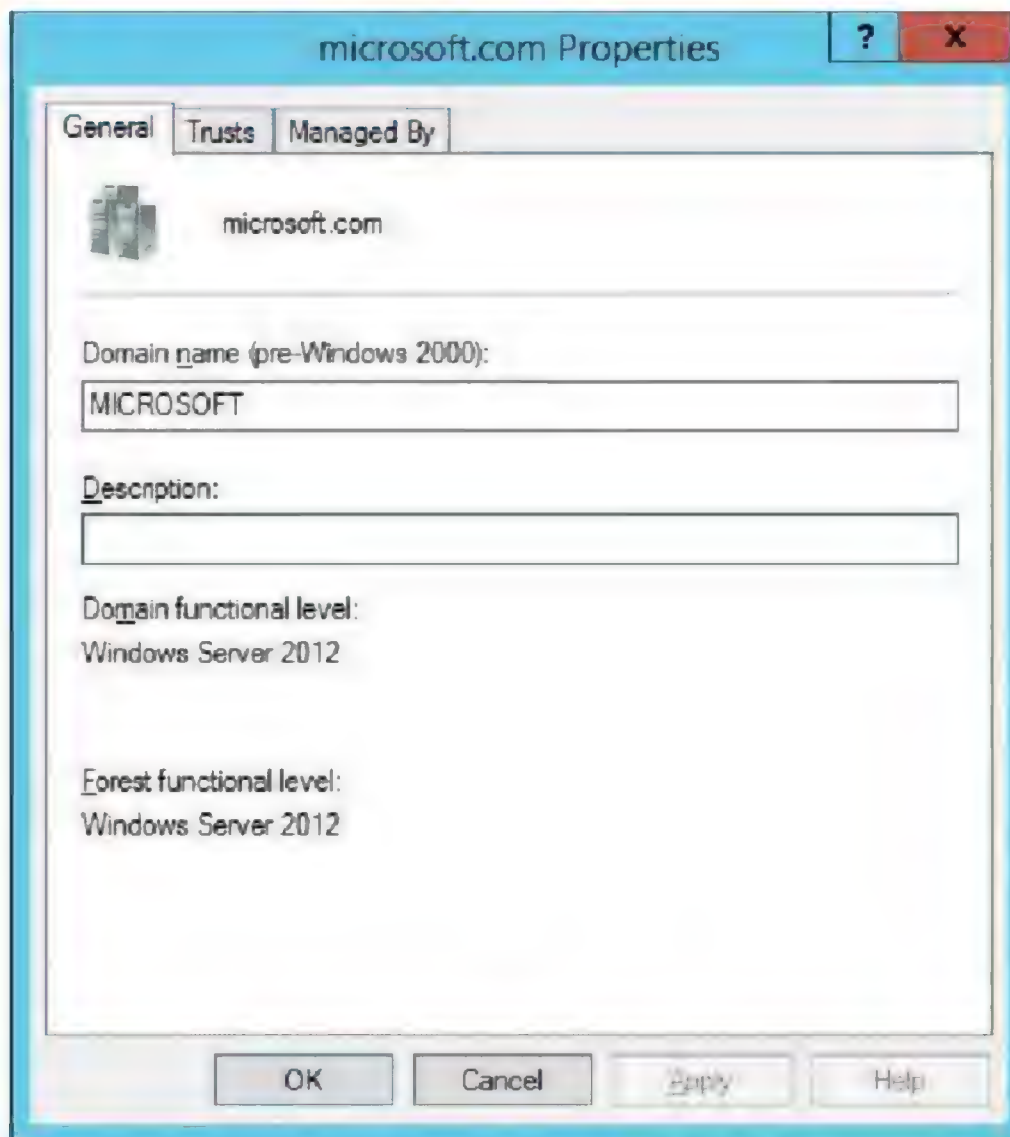 microsoft.com Properties
?
X
General
Trusts
Managed By
microsoft.com
Domain name (pre-Windows 2000):
MICROSOFT
Description:
Domain functional level:
Windows Server 2012
Forest functional level:
Windows Server 2012
OK
Cancel
Apply
Help